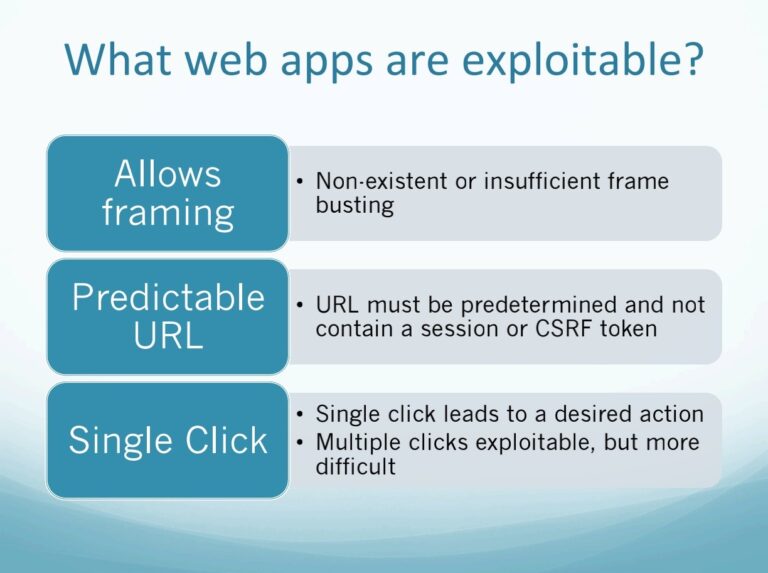 What web apps are exploitable?
Allows
framing
• Non-existent or insufficient frame
busting
Predictable
URL
• URL must be predetermined and not
contain a session or CSRF token
Single Click
• Single click leads to a desired action
• Multiple clicks exploitable, but more
difficult